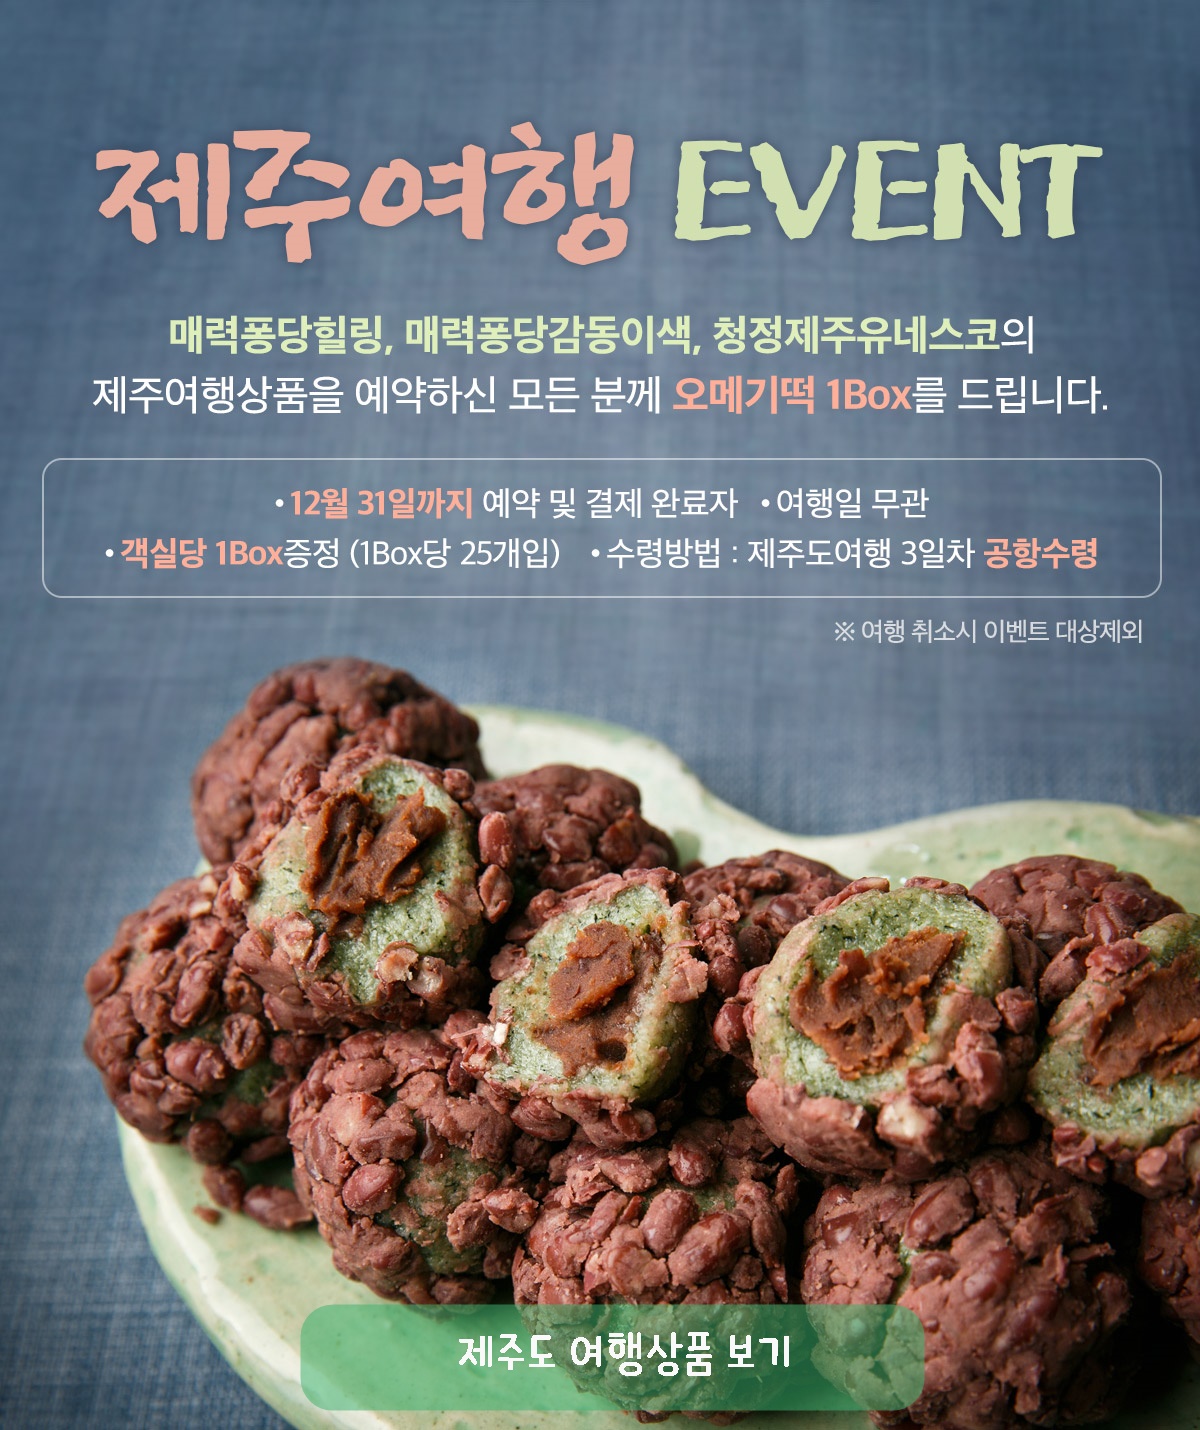 제주여행 EVENT
매력퐁당힐링, 매력퐁당감동이색, 청정제주유네스코의
제주여행상품을 예약하신 모든 분께 오메기떡 1Box를 드립니다.
• 12월 31일까지 예약 및 결제 완료자 • 여행일 무관
• 객실당 1Box증정 (1Box당 25개입) • 수령방법 : 제주도여행 3일차 공항수령
※ 여행 취소시 이벤트 대상제외
제주도 여행상품 보기